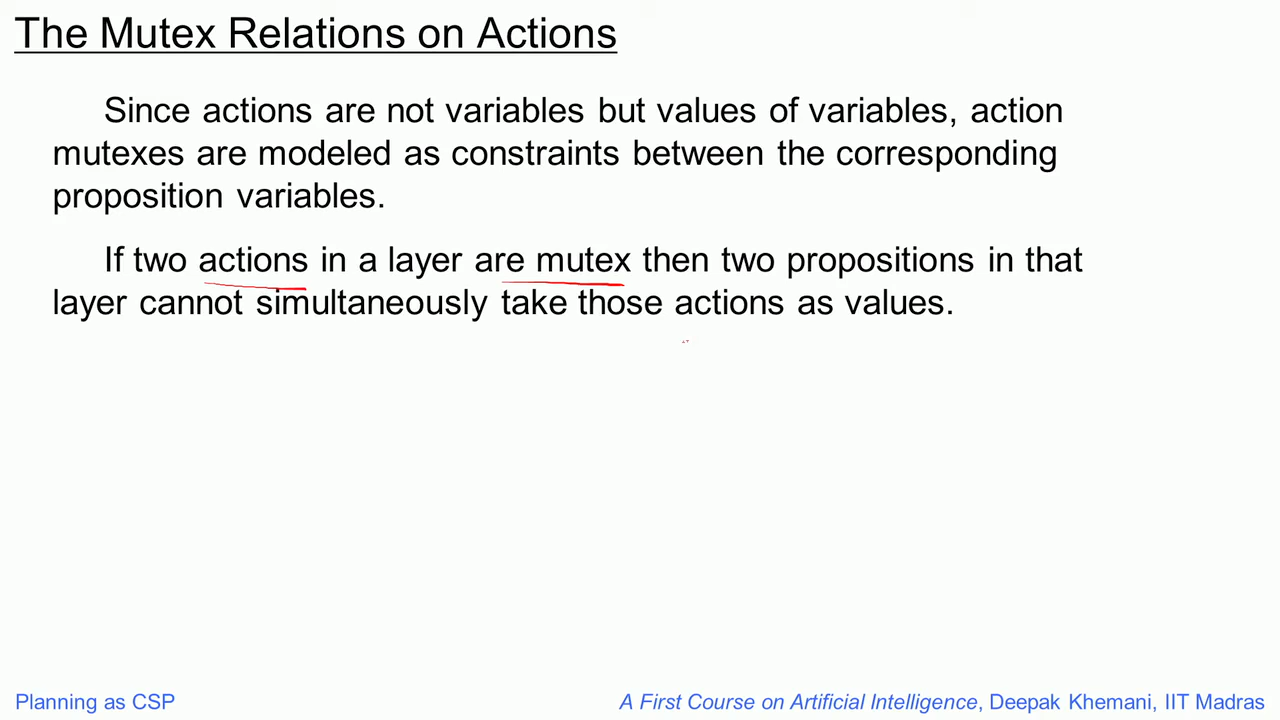 The Mutex Relations on Actions
Since actions are not variables but values of variables, action
mutexes are modeled as constraints between the corresponding
proposition variables.
If two actions in a layer are mutex then two propositions in that
layer cannot simultaneously take those actions as values.
Planning as CSP
A First Course on Artificial Intelligence, Deepak Khemani, IIT Madras